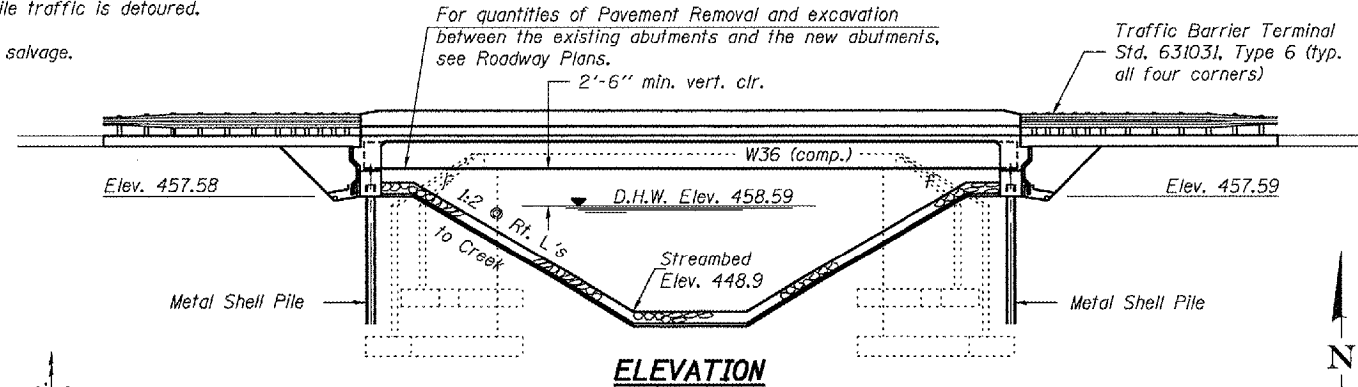 ile traffic is detoured.
salvage.
For quantities of Pavement Removal and excavation
between the existing abutments and the new abutments,
see Roadway Plans.
2'-6" min. vert. clr.
Traffic Barrier Terminal
Std. 631031, Type 6 (typ.
all four corners)
W36 (comp.)
Elev. 457.58
D.H.W. Elev. 458.59
Elev. 457.59
1:2 @ Rt. L's
to Creek
Streambed
Elev. 448.9
Metal Shell Pile
Metal Shell Pile
ELEVATION
N